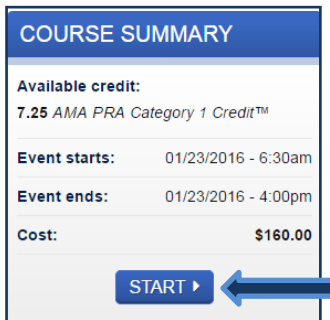 COURSE SUMMARY
Available credit:
7.25 AMA PRA Category 1 Credit™
Event starts: 01/23/2016 - 6:30am
Event ends: 01/23/2016 - 4:00pm
Cost: $160.00
START